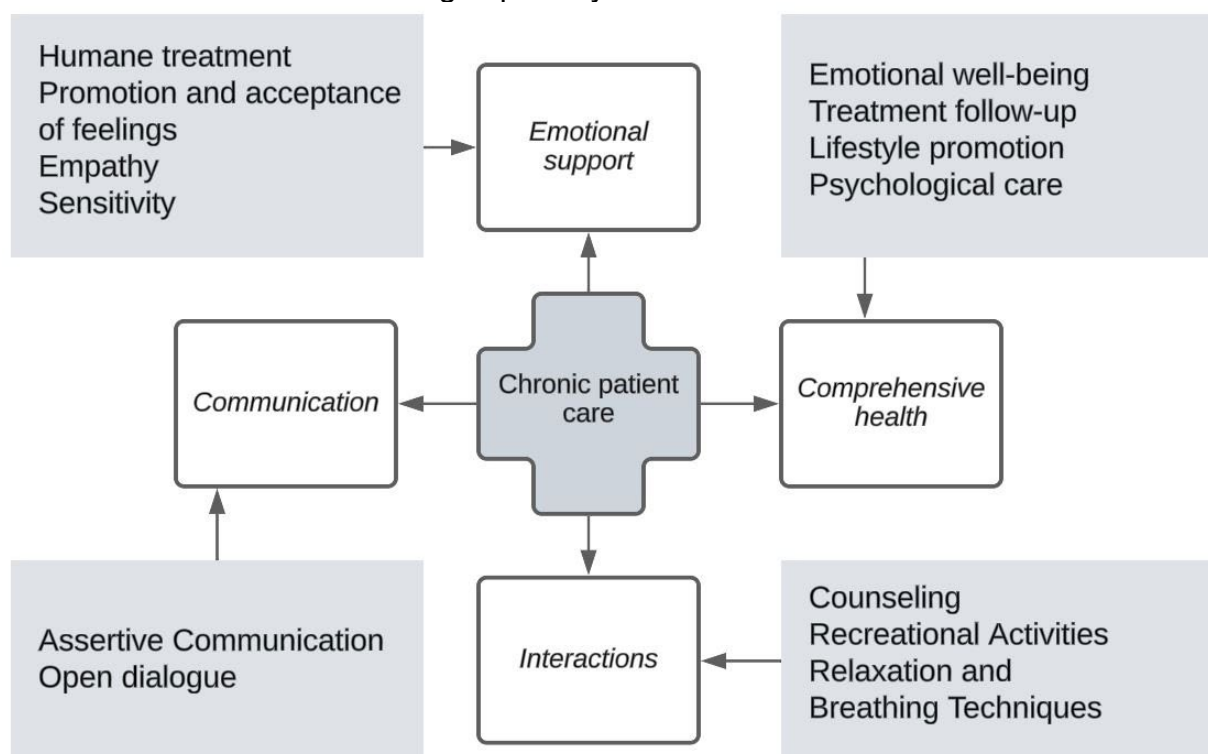 Humane treatment
Promotion and acceptance
of feelings
Empathy
Sensitivity
Emotional
support
Emotional well-being
Treatment follow-up
Lifestyle promotion
Psychological care
Communication
Chronic patient
care
Comprehensive
health
Assertive Communication
Open dialogue
Interactions
Counseling
Recreational Activities
Relaxation and
Breathing Techniques